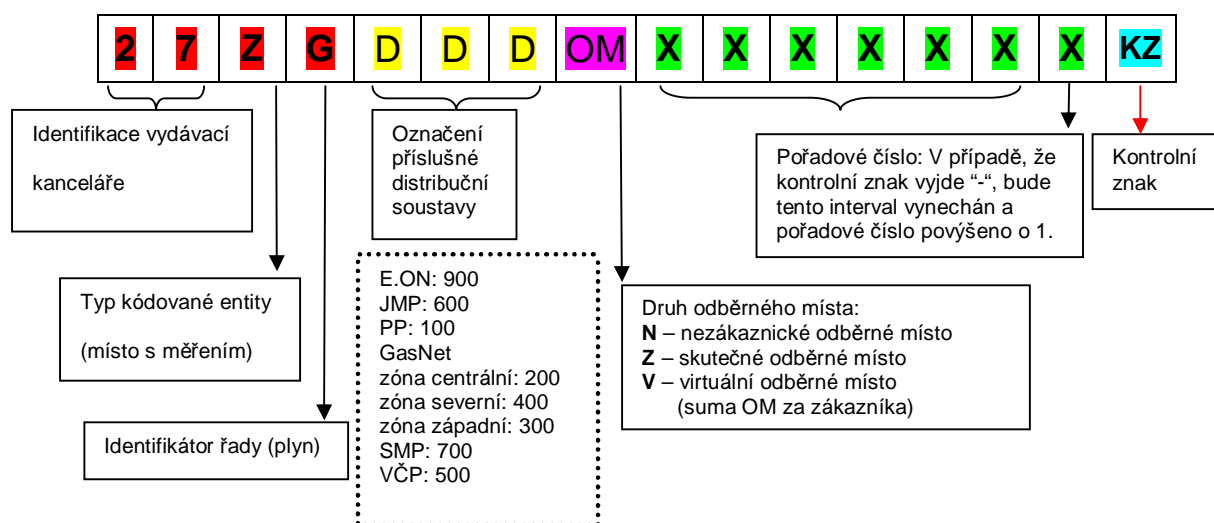 2 7 Z G D D D OM X X X X X X X KZ
Identifikace vydávací
kanceláře
Označení
příslušné
distribuční
soustavy
Pořadové číslo: V případě, že
kontrolní znak vyjde “-“, bude
tento interval vynechán a
pořadové číslo povýšeno o 1.
Kontrolní
znak
Typ kódované entity
(místo s měřením)
E.ON: 900
JMP: 600
PP: 100
GasNet
zóna centrální: 200
zóna severní: 400
zóna západní: 300
SMP: 700
VČP: 500
Druh odběrného místa:
N – nezákaznické odběrné místo
Z – skutečné odběrné místo
V – virtuální odběrné místo
(suma OM za zákazníka)
Identifikátor řady (plyn)